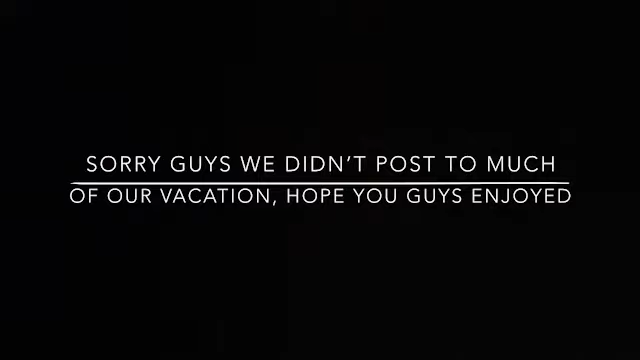 SORRY GUYS WE DIDN'T POST TO MUCH
OF OUR VACATION, HOPE YOU GUYS ENJOYED